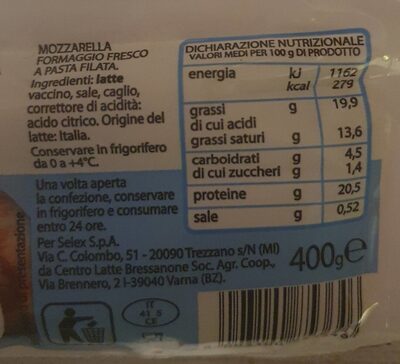 MOZZARELLA
FORMAGGIO FRESCO
A PASTA FILATA.
Ingredienti: latte
vaccino, sale, caglio,
correttore di acidità:
acido citrico. Origine del
latte: Italia.
Conservare in frigorifero
da 0 a +4°C.
Una volta aperta
la confezione, conservare
in frigorifero e consumare
entro 24 ore.
Per Selex S.p.A.
Via C. Colombo, 51 - 20090 Trezzano s/N (MI)
da Centro Latte Bressanone Soc. Agr. Coop.,
Via Brennero, 2 I-39040 Varna (BZ).
DICHIARAZIONE NUTRIZIONALE
VALORI MEDI PER 100 g DI PRODOTTO
energia kJ 1162
kcal 279
grassi g 19,9
di cui acidi
grassi saturi g 13,6
carboidrati g 4,5
di cui zuccheri g 1,4
proteine g 20,5
sale g 0,52
400g e
di presentazione
IT
CE